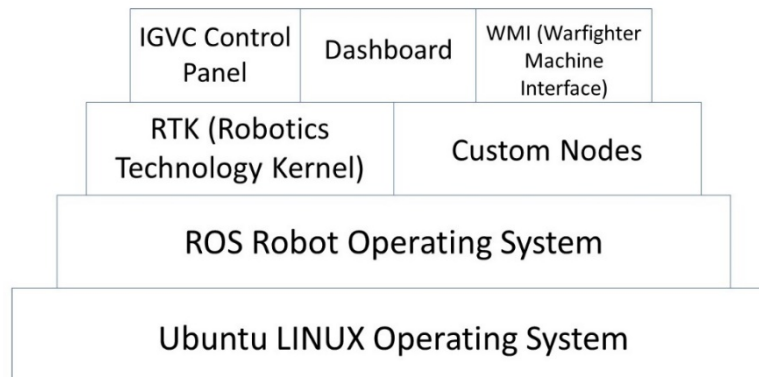 IGVC Control
Panel
Dashboard
WMI (Warfighter
Machine
Interface)
RTK (Robotics
Technology Kernel)
Custom Nodes
ROS Robot Operating System
Ubuntu LINUX Operating System